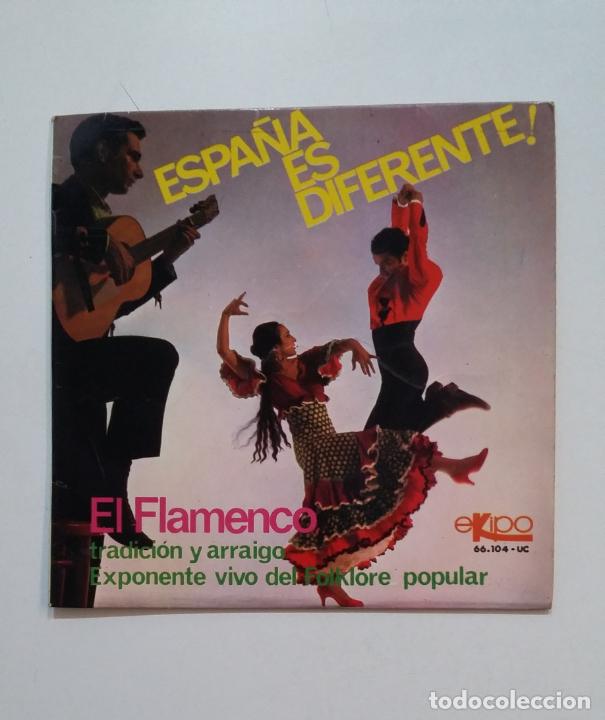 ESPAÑA
ES
DIFERENTE!
El Flamenco
tradición y arraigo
Exponente vivo del Folklore popular
eKipo
66.104-UC
todocoleccion